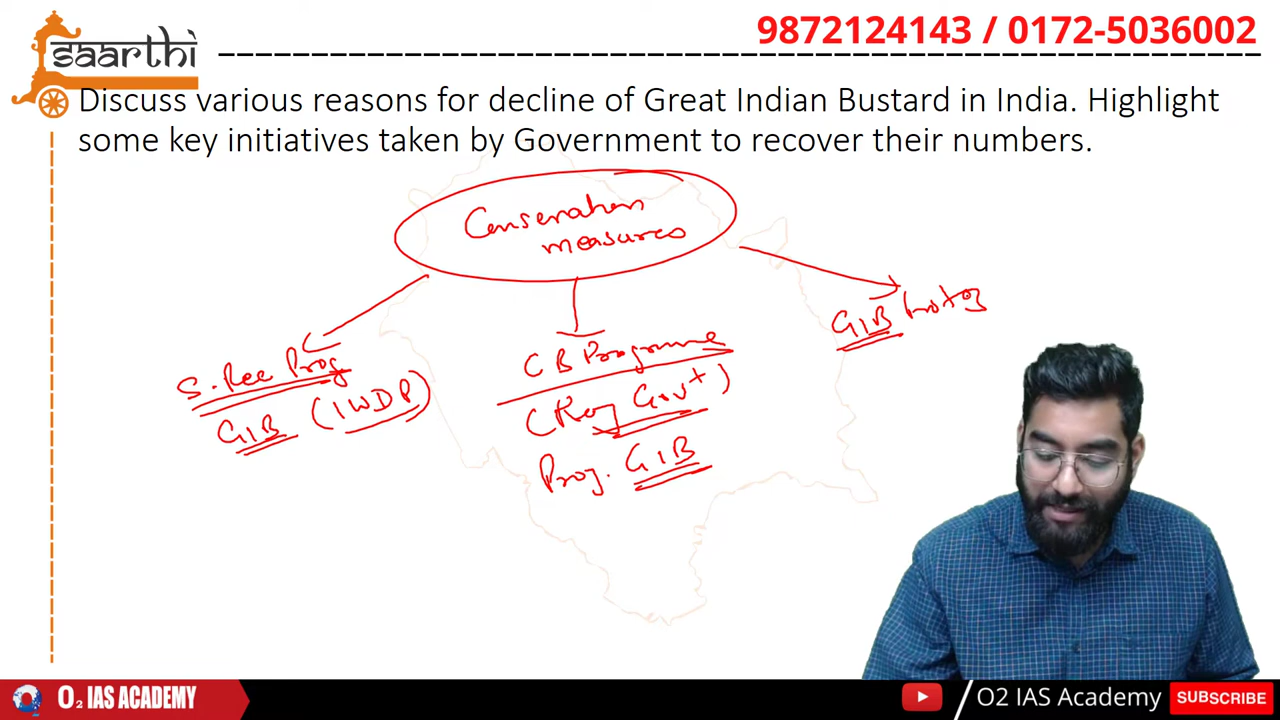 saarthi
9872124143 / 0172-5036002
Discuss various reasons for decline of Great Indian Bustard in India. Highlight
some key initiatives taken by Government to recover their numbers.
Conservation
measures
S. Rec Prog
GIB (IWDP)
CB Programme
(Raj Govt)
Proj. GIB
GIB
O2 IAS ACADEMY
O2 IAS Academy
SUBSCRIBE